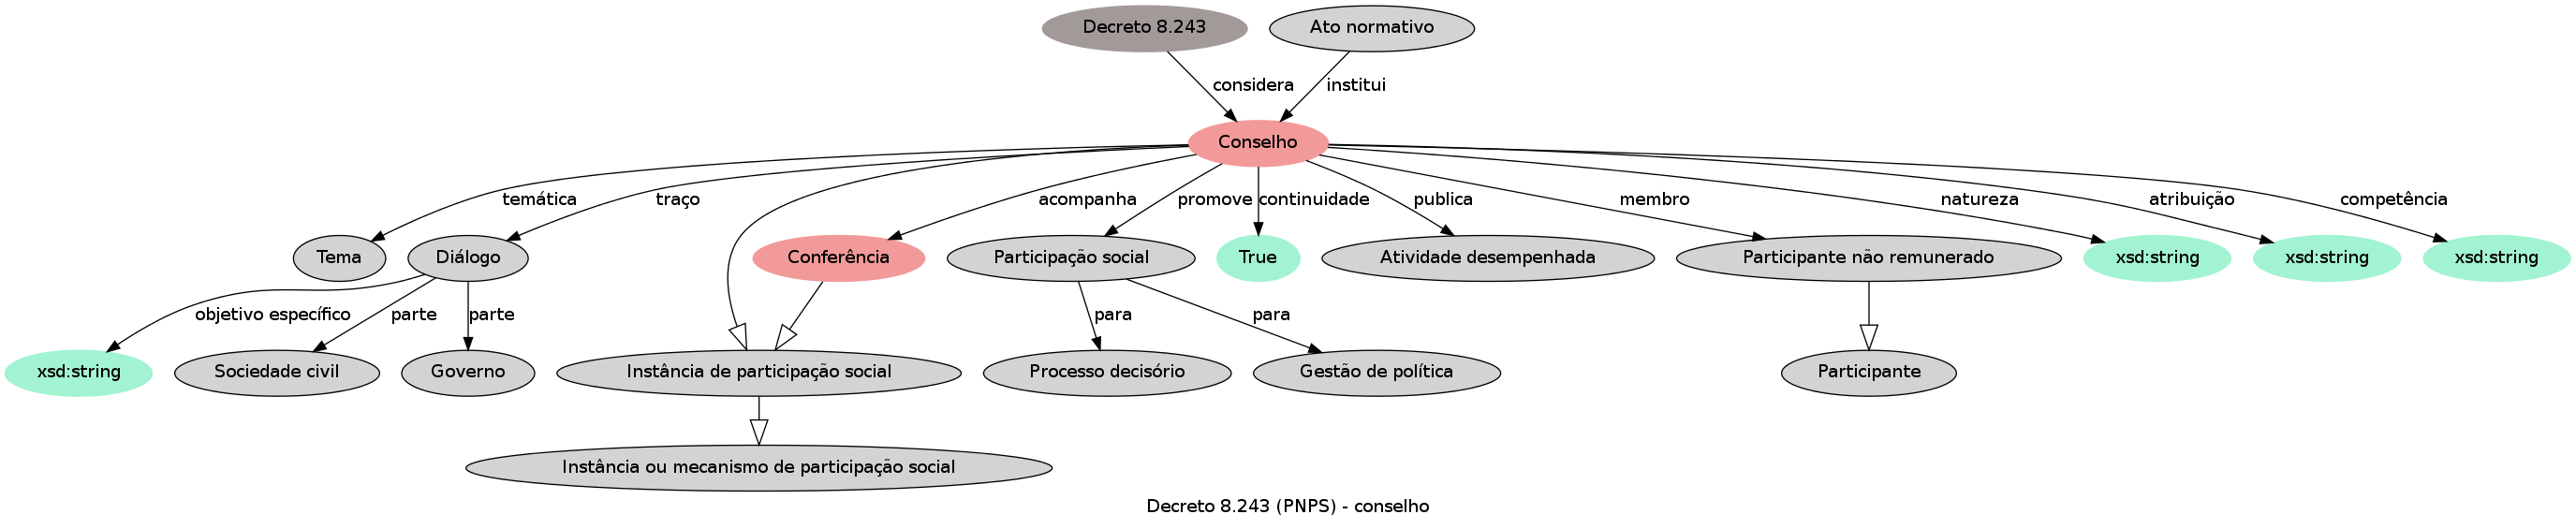 Decreto 8.243
Ato normativo
considera
institui
Conselho
temática
traço
acompanha
promove
continuidade
publica
membro
natureza
atribuição
competência
Tema
Diálogo
Conferência
Participação social
True
Atividade desempenhada
Participante não remunerado
xsd:string
xsd:string
xsd:string
objetivo específico
parte
parte
para
para
xsd:string
Sociedade civil
Governo
Instância de participação social
Processo decisório
Gestão de política
Participante
Instância ou mecanismo de participação social
Decreto 8.243 (PNPS) - conselho